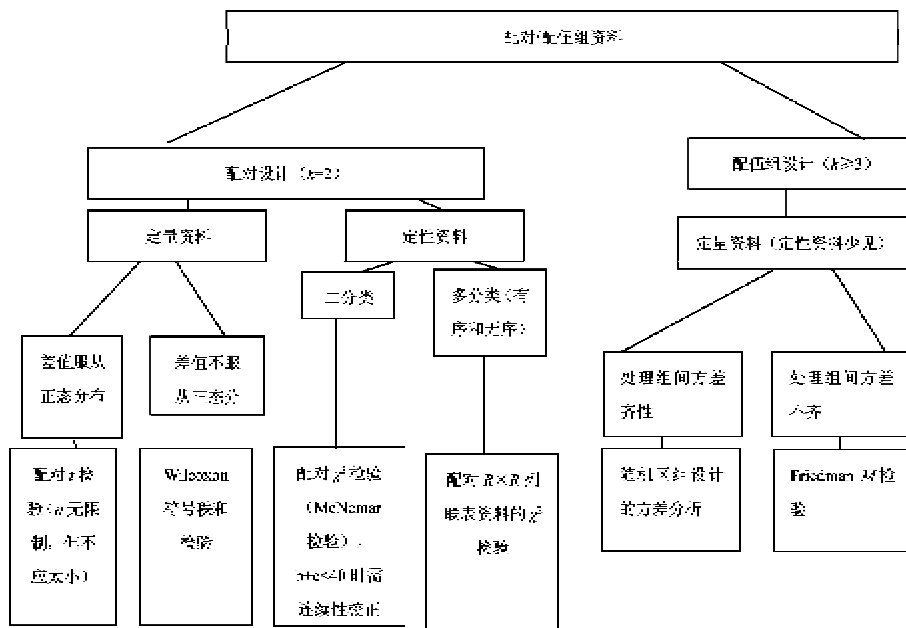 配对/配伍组资料
配对设计（k=2）
配伍组设计（k≥3）
定量资料
定性资料
定量资料（定性资料少见）
二分类
多分类（有
序和无序）
差值服从
正态分布
差值不服
从正态分
处理组间方差
齐性
处理组间方差
不齐
配对t检
验（n无限
制，但不
应太小）
Wilcoxon
符号秩和
检验
配对χ²检验
（McNemar
检验），
b+c<40时需
连续性校正
配对R×R列
联表资料的χ²
检验
随机区组设计
的方差分析
Friedman M检
验